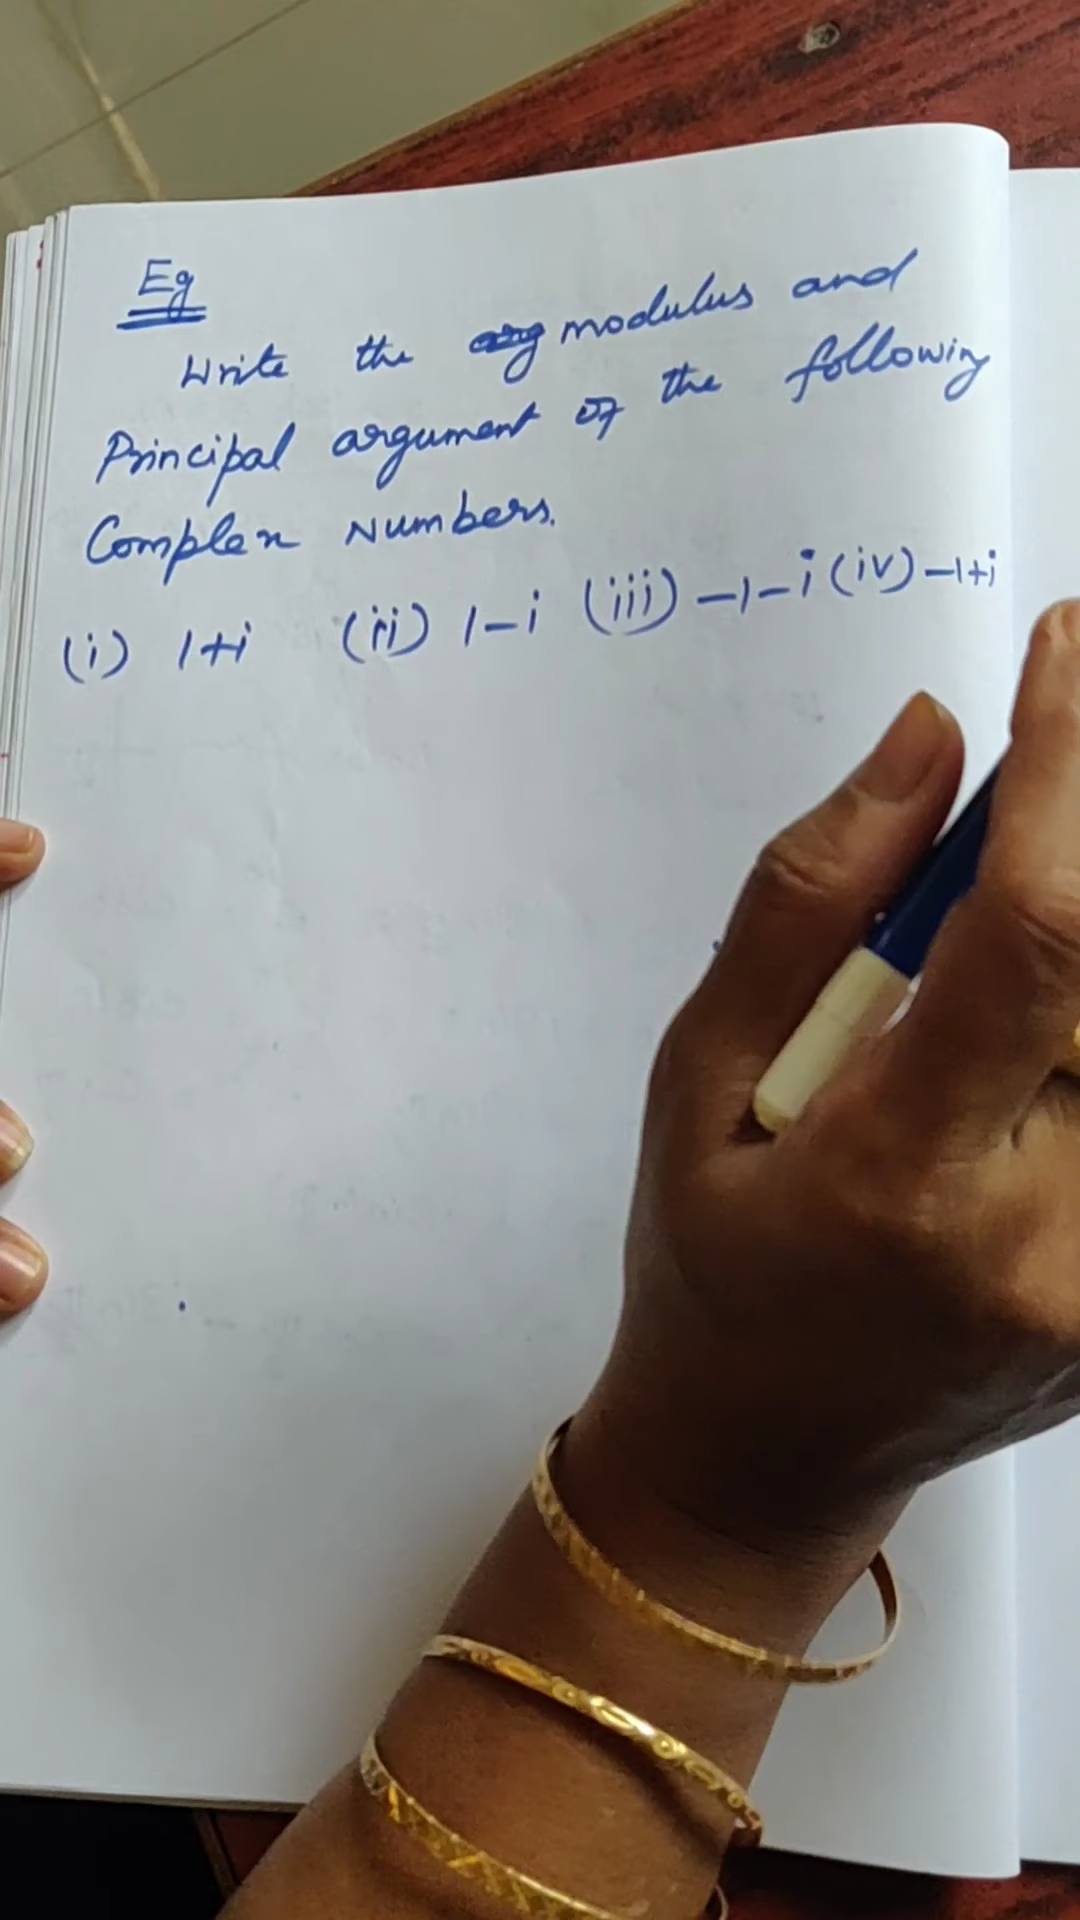 Eg
Write the modulus and
Principal argument of the following
Complex Numbers.
(i) 1+i (ii) 1-i (iii) -1-i (iv) -1+i